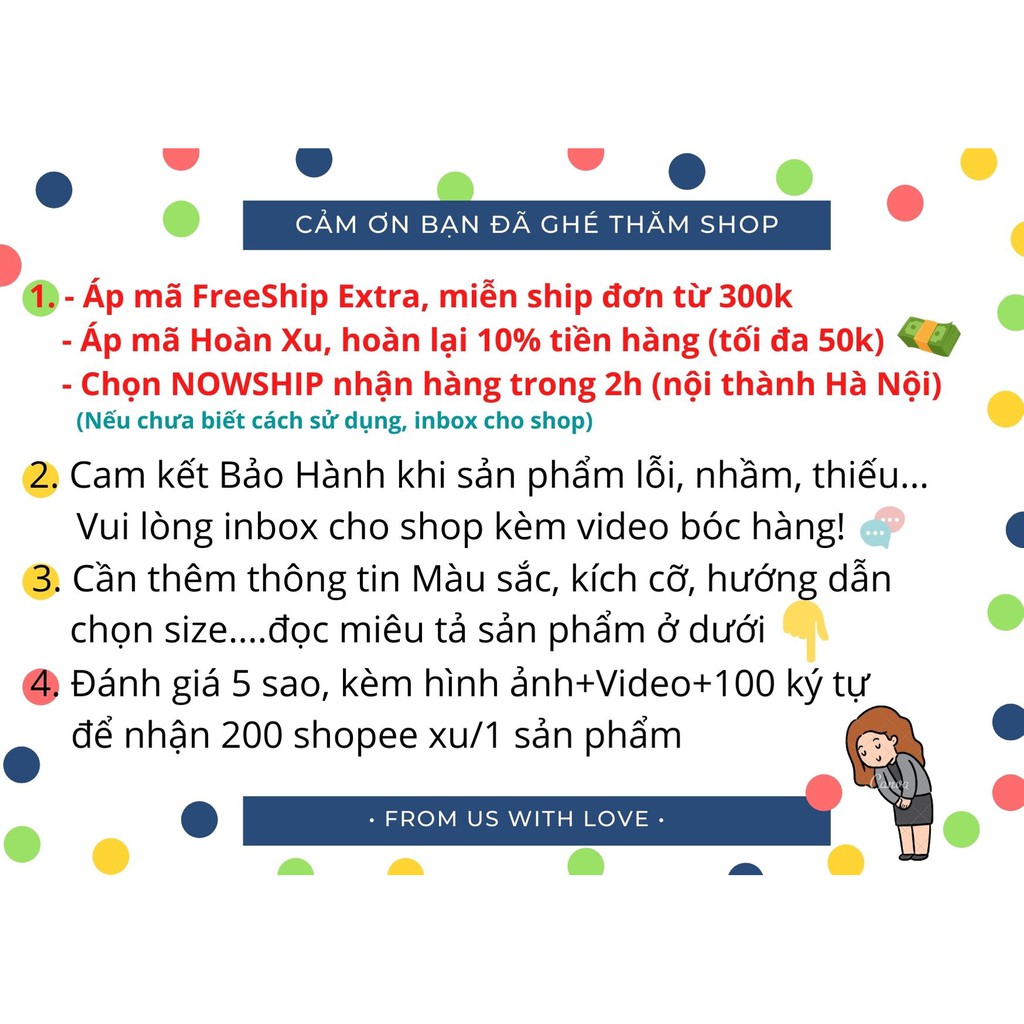 CẢM ƠN BẠN ĐÃ GHÉ THĂM SHOP
1. - Áp mã FreeShip Extra, miễn ship đơn từ 300k
- Áp mã Hoàn Xu, hoàn lại 10% tiền hàng (tối đa 50k)
- Chọn NOWSHIP nhận hàng trong 2h (nội thành Hà Nội)
(Nếu chưa biết cách sử dụng, inbox cho shop)
2. Cam kết Bảo Hành khi sản phẩm lỗi, nhầm, thiếu...
Vui lòng inbox cho shop kèm video bóc hàng!
3. Cần thêm thông tin Màu sắc, kích cỡ, hướng dẫn
chọn size....đọc miêu tả sản phẩm ở dưới
4. Đánh giá 5 sao, kèm hình ảnh+Video+100 ký tự
để nhận 200 shopee xu/1 sản phẩm
Canva
• FROM US WITH LOVE •